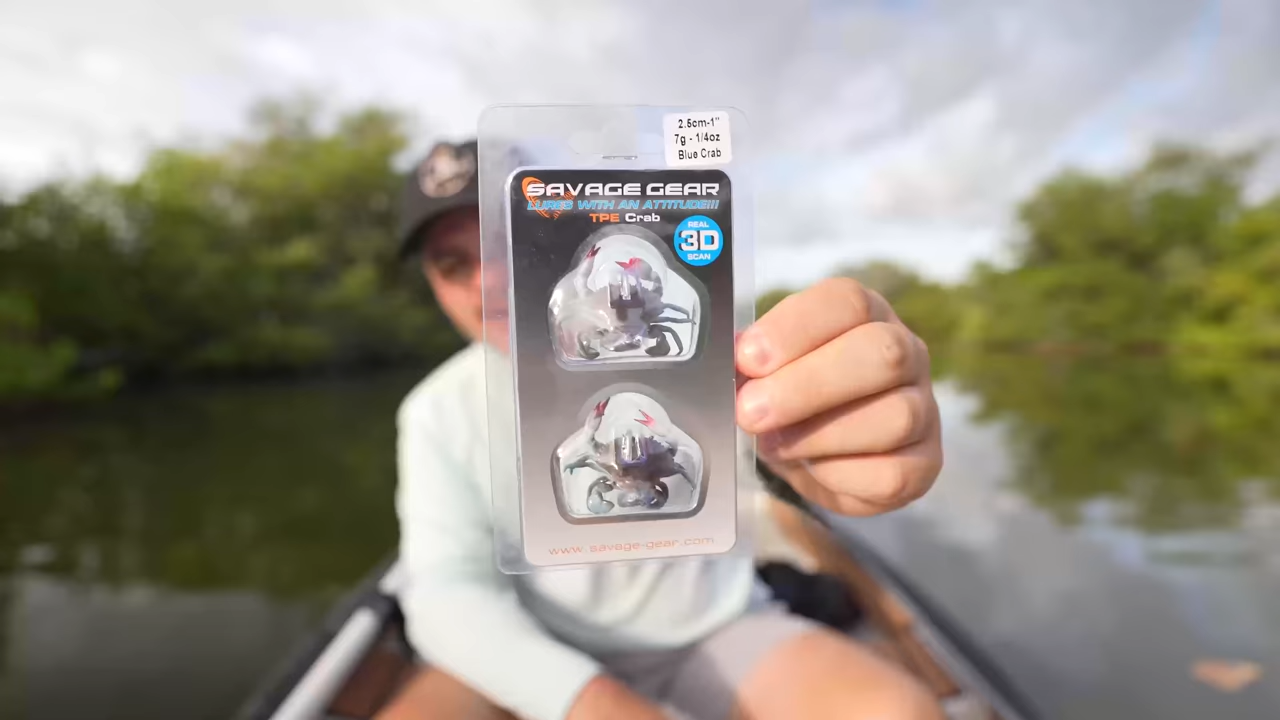 2.5cm-1"
7g - 1/4oz
Blue Crab
SAVAGE GEAR
LURES WITH AN ATTITUDE!!!
TPE Crab
REAL
3D
SCAN
www.savage-gear.com